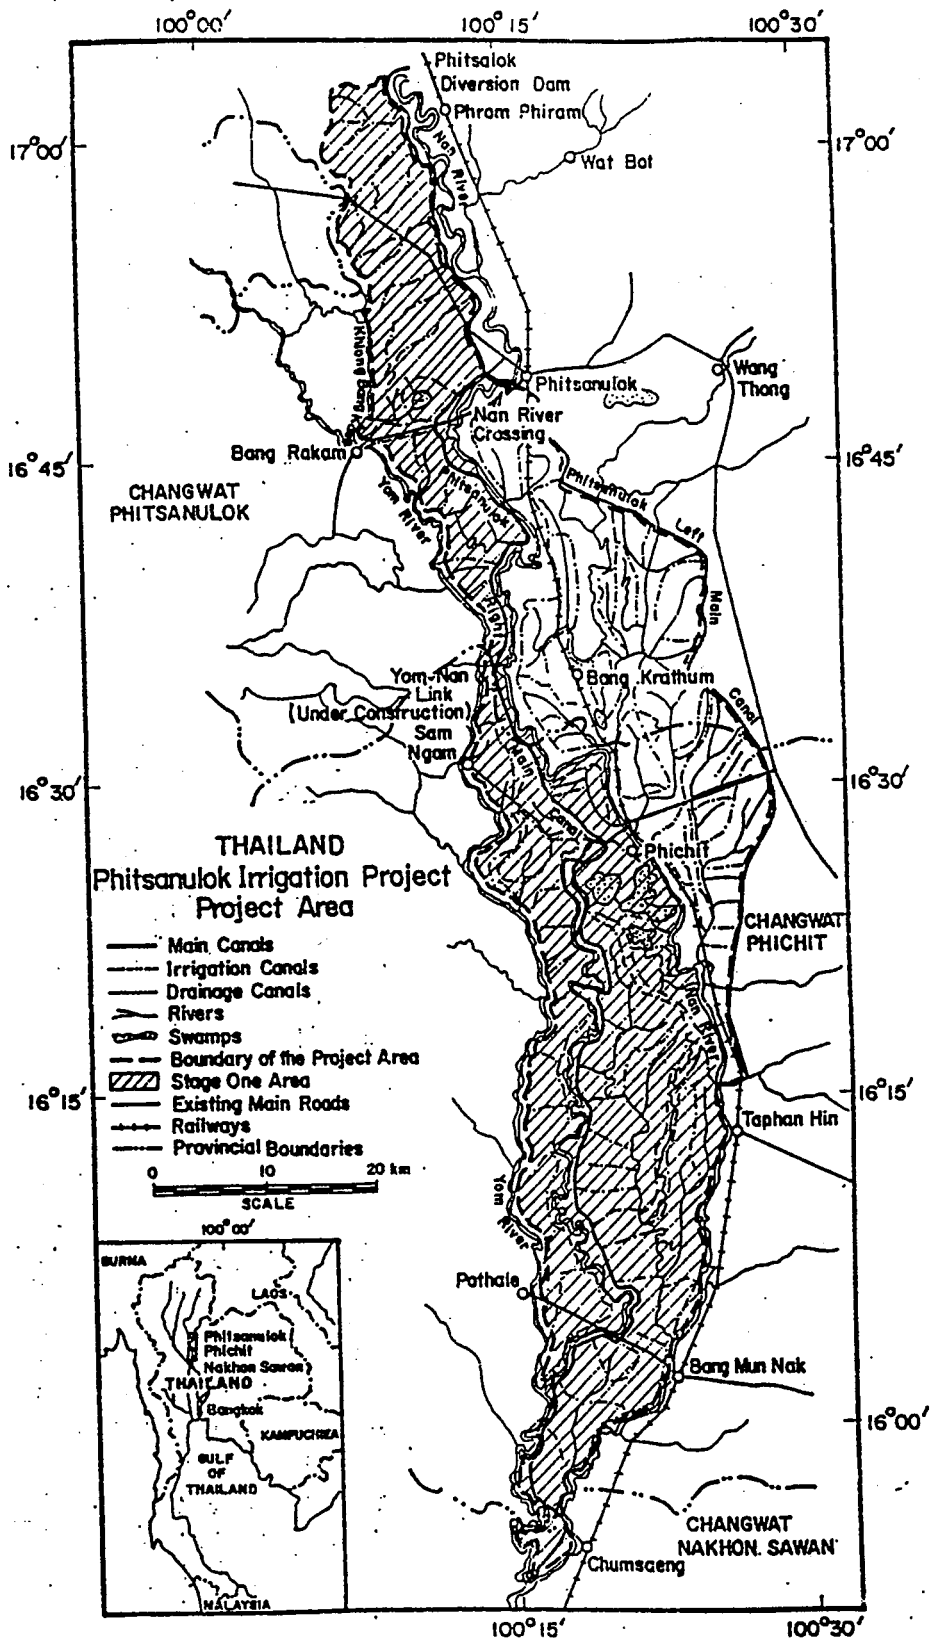 100°00′
100°15′
100°30′
Phitsalok
Diversion Dam
Phrom Phiram
17°00′
17°00′
Wat Bot
Nan River
Khlong Bang
Wang
Thong
Phitsanulok
Nan River
Crossing
Bang Rakam
16°45′
16°45′
CHANGWAT
PHITSANULOK
Yom River
Phitsanulok
Right
Main
Canal
Phitsanulok
Left
Main
Canal
Yom-Nan
Link
(Under Construction)
Sam
Ngam
Bang Krathum
16°30′
16°30′
Phichit
THAILAND
Phitsanulok Irrigation Project
Project Area
Main Canals
Irrigation Canals
Drainage Canals
Rivers
Swamps
Boundary of the Project Area
Stage One Area
Existing Main Roads
Railways
Provincial Boundaries
0 10 20 km
SCALE
CHANGWAT
PHICHIT
Nan River
16°15′
16°15′
Taphan Hin
Yom
River
Pothale
Bang Mun Nak
16°00′
CHANGWAT
NAKHON. SAWAN
Chumsaeng
100°00′
BURMA
LAOS
Phitsanulok
Phichit
Nakhon Sawan
THAILAND
Bangkok
KAMPUCHEA
GULF
OF
THAILAND
MALAYSIA
100°15′
100°30′